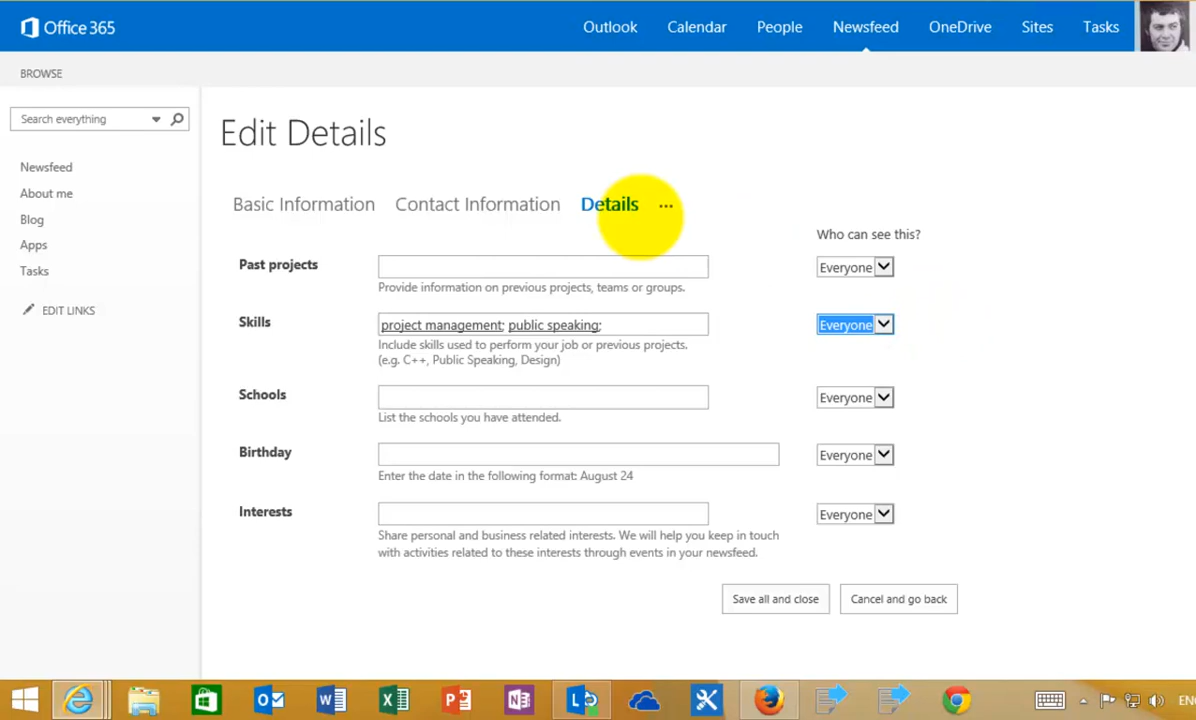 Office 365
Outlook
Calendar
People
Newsfeed
OneDrive
Sites
Tasks
BROWSE
Search everything
Newsfeed
About me
Blog
Apps
Tasks
EDIT LINKS
Edit Details
Basic Information
Contact Information
Details
...
Who can see this?
Past projects
Everyone
Provide information on previous projects, teams or groups.
Skills
project management; public speaking;
Everyone
Include skills used to perform your job or previous projects.
(e.g. C++, Public Speaking, Design)
Schools
Everyone
List the schools you have attended.
Birthday
Everyone
Enter the date in the following format: August 24
Interests
Everyone
Share personal and business related interests. We will help you keep in touch
with activities related to these interests through events in your newsfeed.
Save all and close
Cancel and go back
ENG